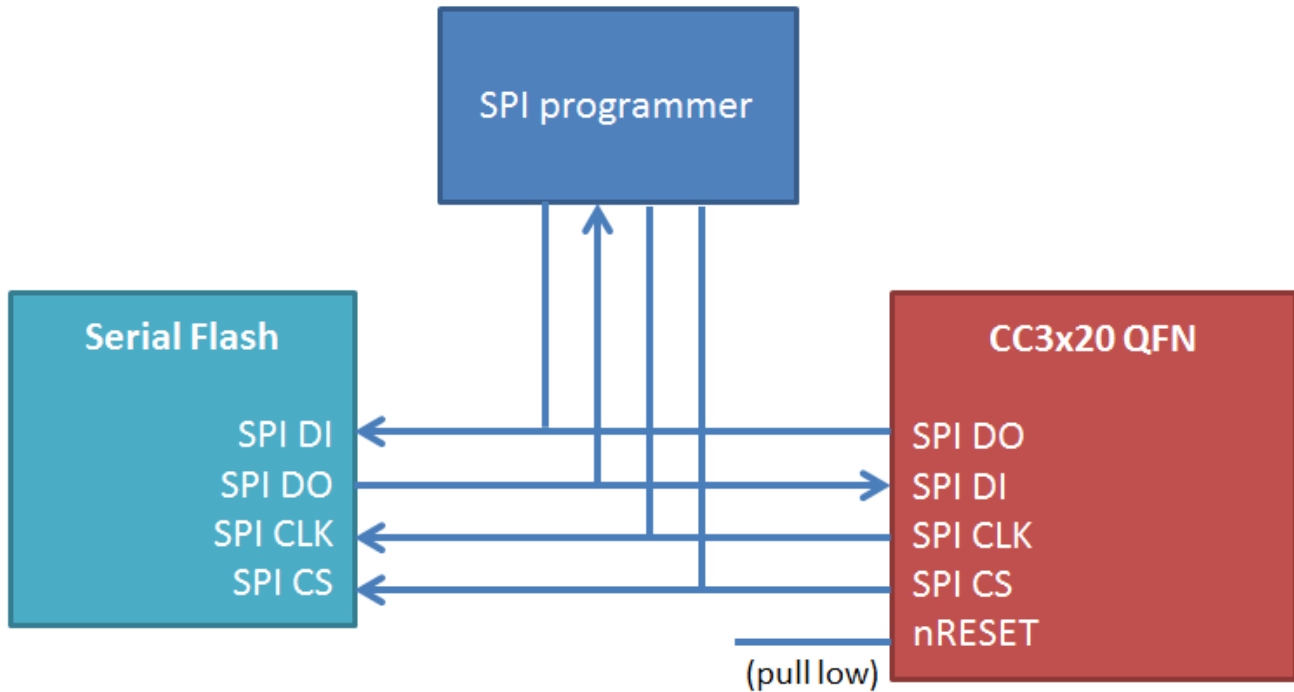 SPI programmer
Serial Flash
SPI DI
SPI DO
SPI CLK
SPI CS
CC3x20 QFN
SPI DO
SPI DI
SPI CLK
SPI CS
nRESET
(pull low)